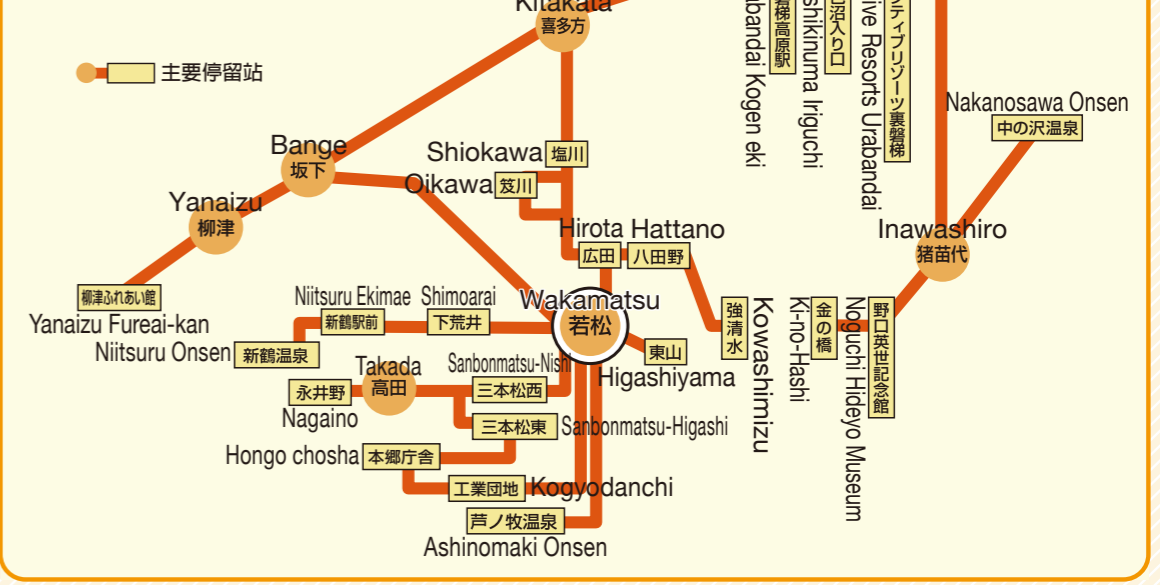 Kitakata
喜多方
主要停留站
磐梯高原駅
abandai Kogen eki
沼入り口
shikinuma Iriguchi
ティブリゾーツ裏磐梯
ive Resorts Urabandai
Nakanosawa Onsen
中の沢温泉
Bange
坂下
Shiokawa
塩川
Oikawa
笈川
Yanaizu
柳津
Hirota
広田
Hattano
八田野
Inawashiro
猪苗代
柳津ふれあい館
Yanaizu Fureai-kan
Niitsuru Ekimae
新鶴駅前
Shimoarai
下荒井
Wakamatsu
若松
強清水
Kowashimizu
Ki-no-Hashi
金の橋
Noguchi Hideyo Museum
野口英世記念館
Niitsuru Onsen
新鶴温泉
東山
Higashiyama
Takada
高田
Sanbonmatsu-Nishi
三本松西
永井野
Nagaino
三本松東
Sanbonmatsu-Higashi
Hongo chosha
本郷庁舎
工業団地
Kogyodanchi
芦ノ牧温泉
Ashinomaki Onsen